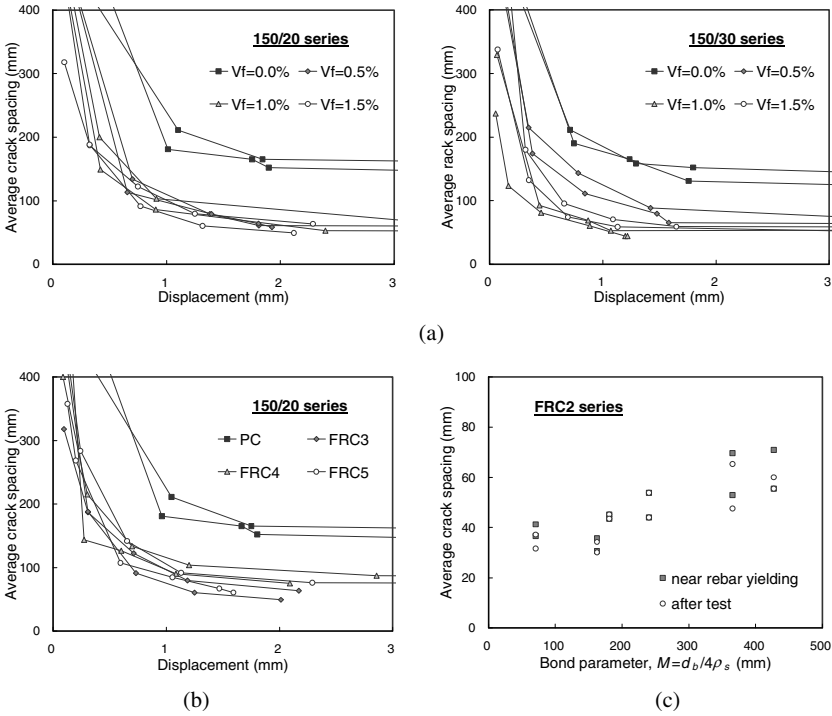 400
300
200
100
0
Average crack spacing (mm)
150/20 series
Vf=0.0% Vf=0.5%
Vf=1.0% Vf=1.5%
0 1 2 3
Displacement (mm)
400
300
200
100
0
Average rack spacing (mm)
150/30 series
Vf=0.0% Vf=0.5%
Vf=1.0% Vf=1.5%
0 1 2 3
Displacement (mm)
(a)
400
300
200
100
0
Average crack spacing (mm)
150/20 series
PC FRC3
FRC4 FRC5
0 1 2 3
Displacement (mm)
(b)
100
80
60
40
20
0
Average crack spacing (mm)
FRC2 series
near rebar yielding
after test
0 100 200 300 400 500
Bond parameter, M=d_b/4ρ_s (mm)
(c)